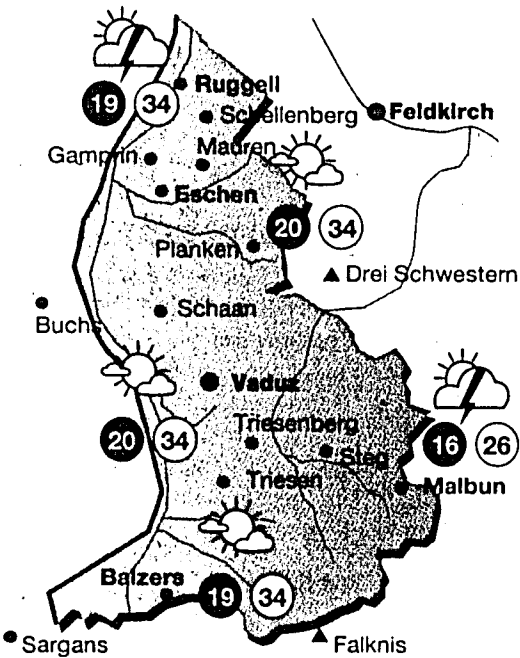 Ruggell
19 34
Schellenberg
Feldkirch
Mauren
Gamprin
Eschen
20 34
Planken
Drei Schwestern
Schaan
Buchs
Vaduz
20 34
Triesenberg
16 26
Steg
Triesen
Malbun
Balzers
19 34
Sargans
Falknis